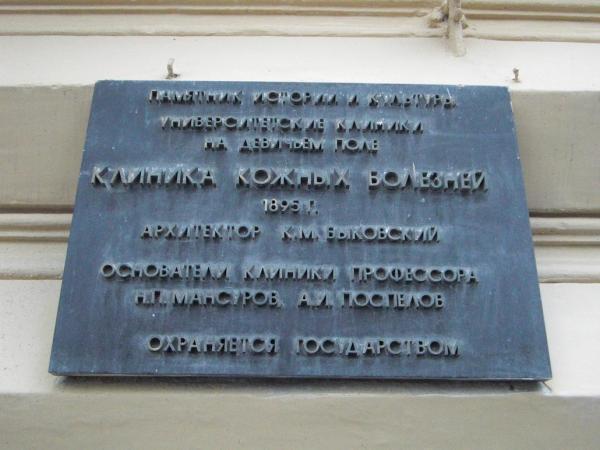 ПАМЯТНИК ИСТОРИИ И КУЛЬТУРЫ
УНИВЕРСИТЕТСКИЕ КЛИНИКИ
НА ДЕВИЧЬЕМ ПОЛЕ
КЛИНИКА КОЖНЫХ БОЛЕЗНЕЙ
1895 Г.
АРХИТЕКТОР К.М. БЫКОВСКИЙ
ОСНОВАТЕЛИ КЛИНИКИ ПРОФЕССОРА
Н.П. МАНСУРОВ, А.И. ПОСПЕЛОВ
ОХРАНЯЕТСЯ ГОСУДАРСТВОМ